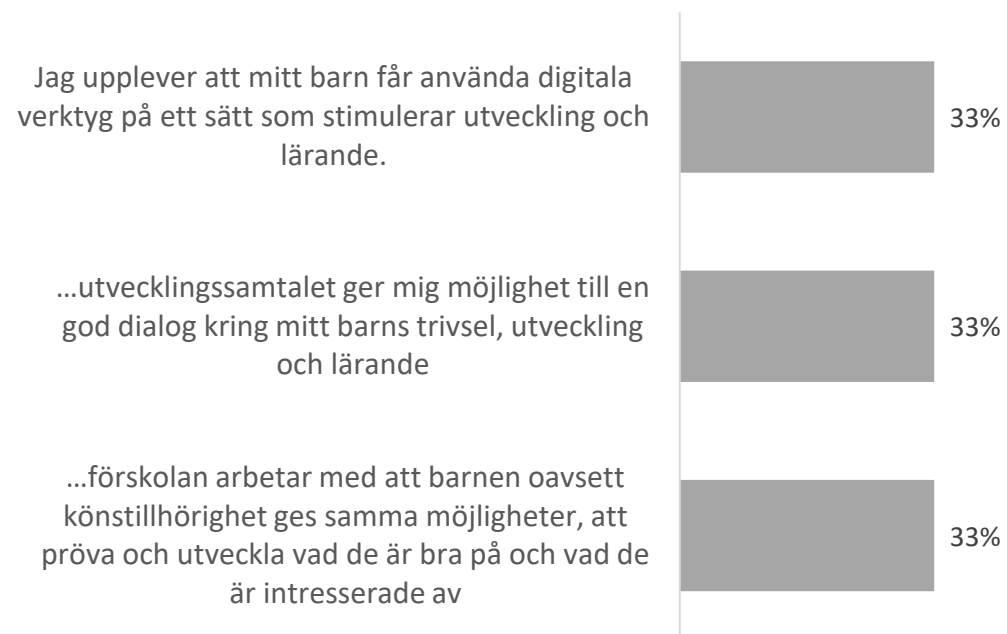 Jag upplever att mitt barn får använda digitala
verktyg på ett sätt som stimulerar utveckling och
lärande.
33%
…utvecklingssamtalet ger mig möjlighet till en
god dialog kring mitt barns trivsel, utveckling
och lärande
33%
…förskolan arbetar med att barnen oavsett
könstillhörighet ges samma möjligheter, att
pröva och utveckla vad de är bra på och vad de
är intresserade av
33%